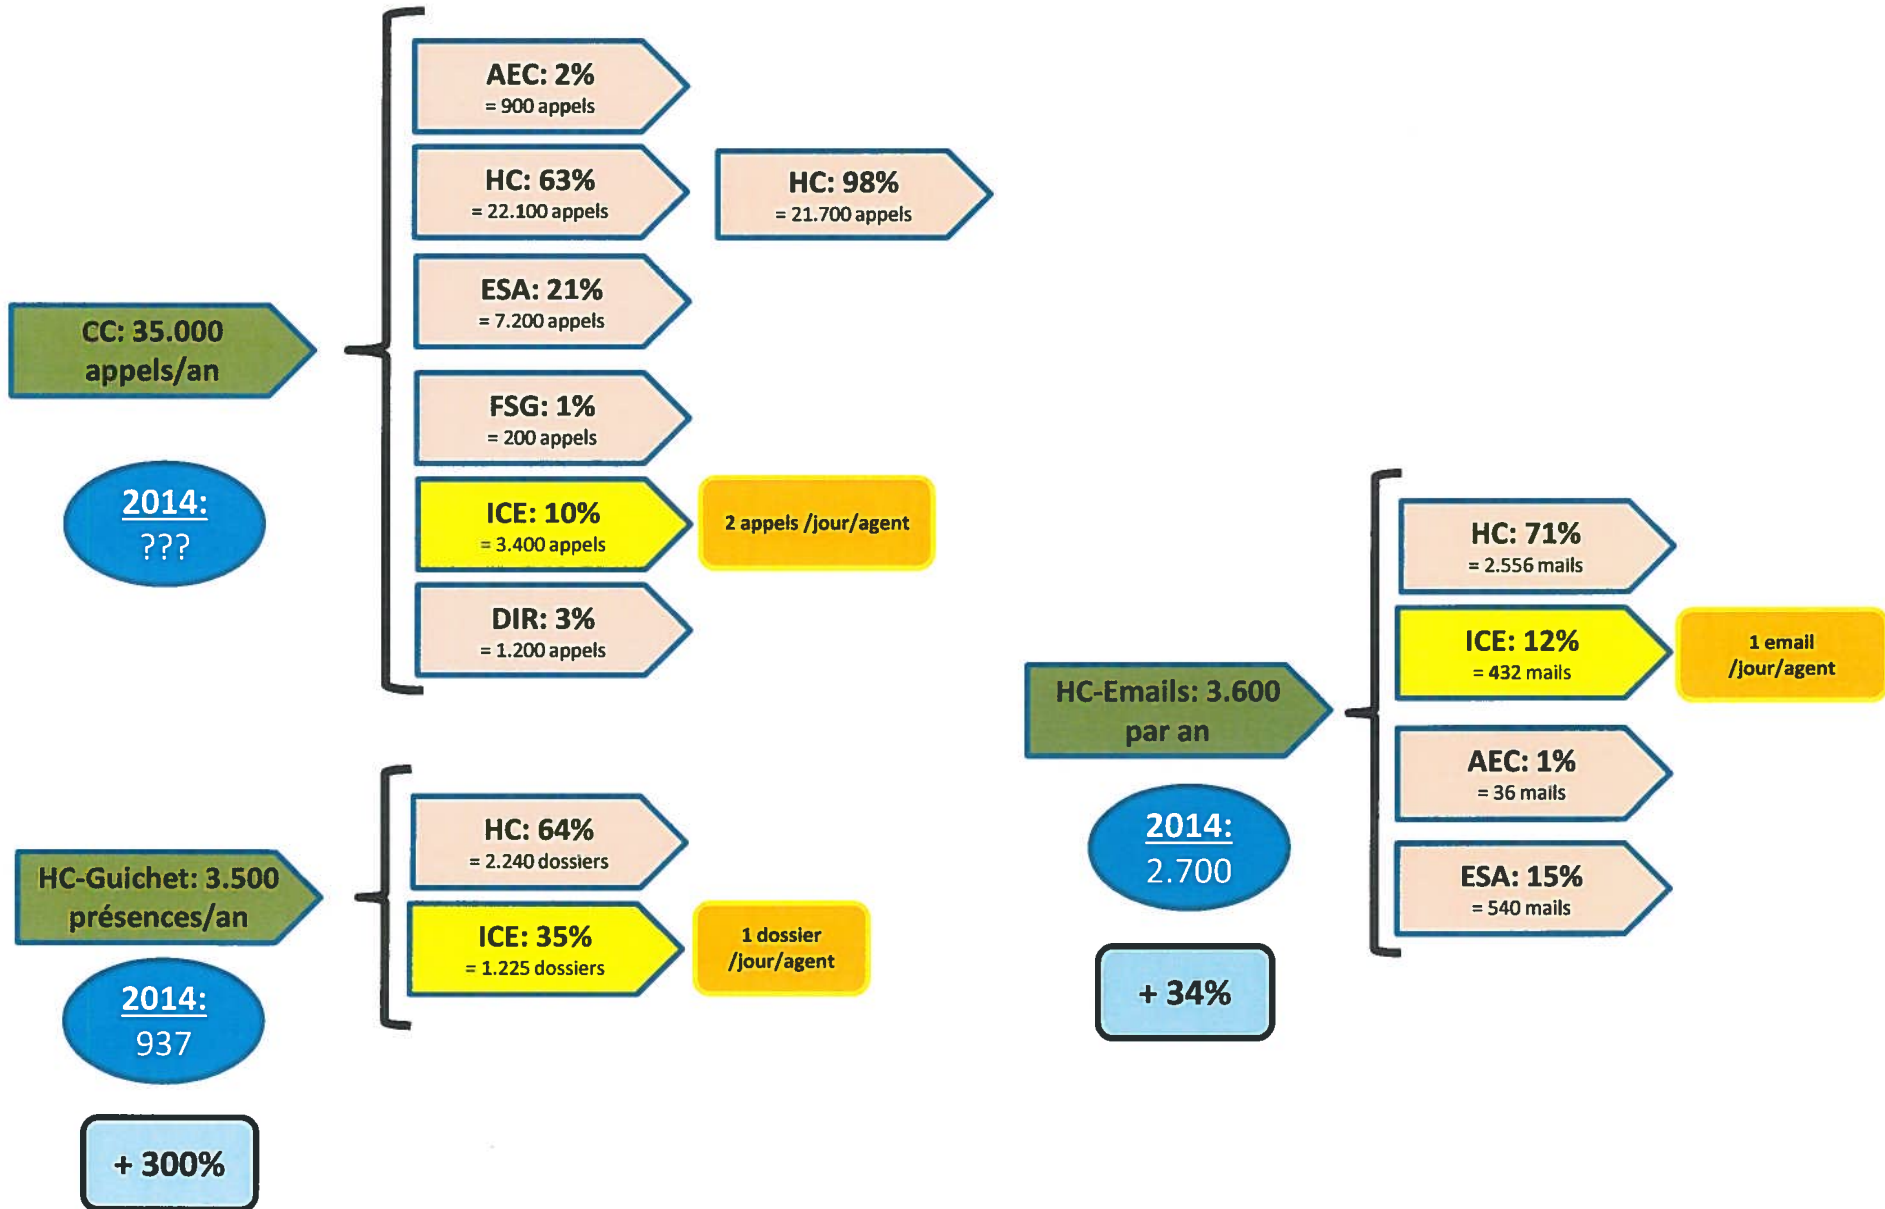 AEC: 2%
= 900 appels
HC: 63%
= 22.100 appels
HC: 98%
= 21.700 appels
ESA: 21%
= 7.200 appels
CC: 35.000
appels/an
FSG: 1%
= 200 appels
2014:
???
ICE: 10%
= 3.400 appels
2 appels /jour/agent
DIR: 3%
= 1.200 appels
HC-Guichet: 3.500
présences/an
HC: 64%
= 2.240 dossiers
ICE: 35%
= 1.225 dossiers
1 dossier
/jour/agent
2014:
937
+ 300%
HC-Emails: 3.600
par an
HC: 71%
= 2.556 mails
ICE: 12%
= 432 mails
1 email
/jour/agent
AEC: 1%
= 36 mails
ESA: 15%
= 540 mails
2014:
2.700
+ 34%